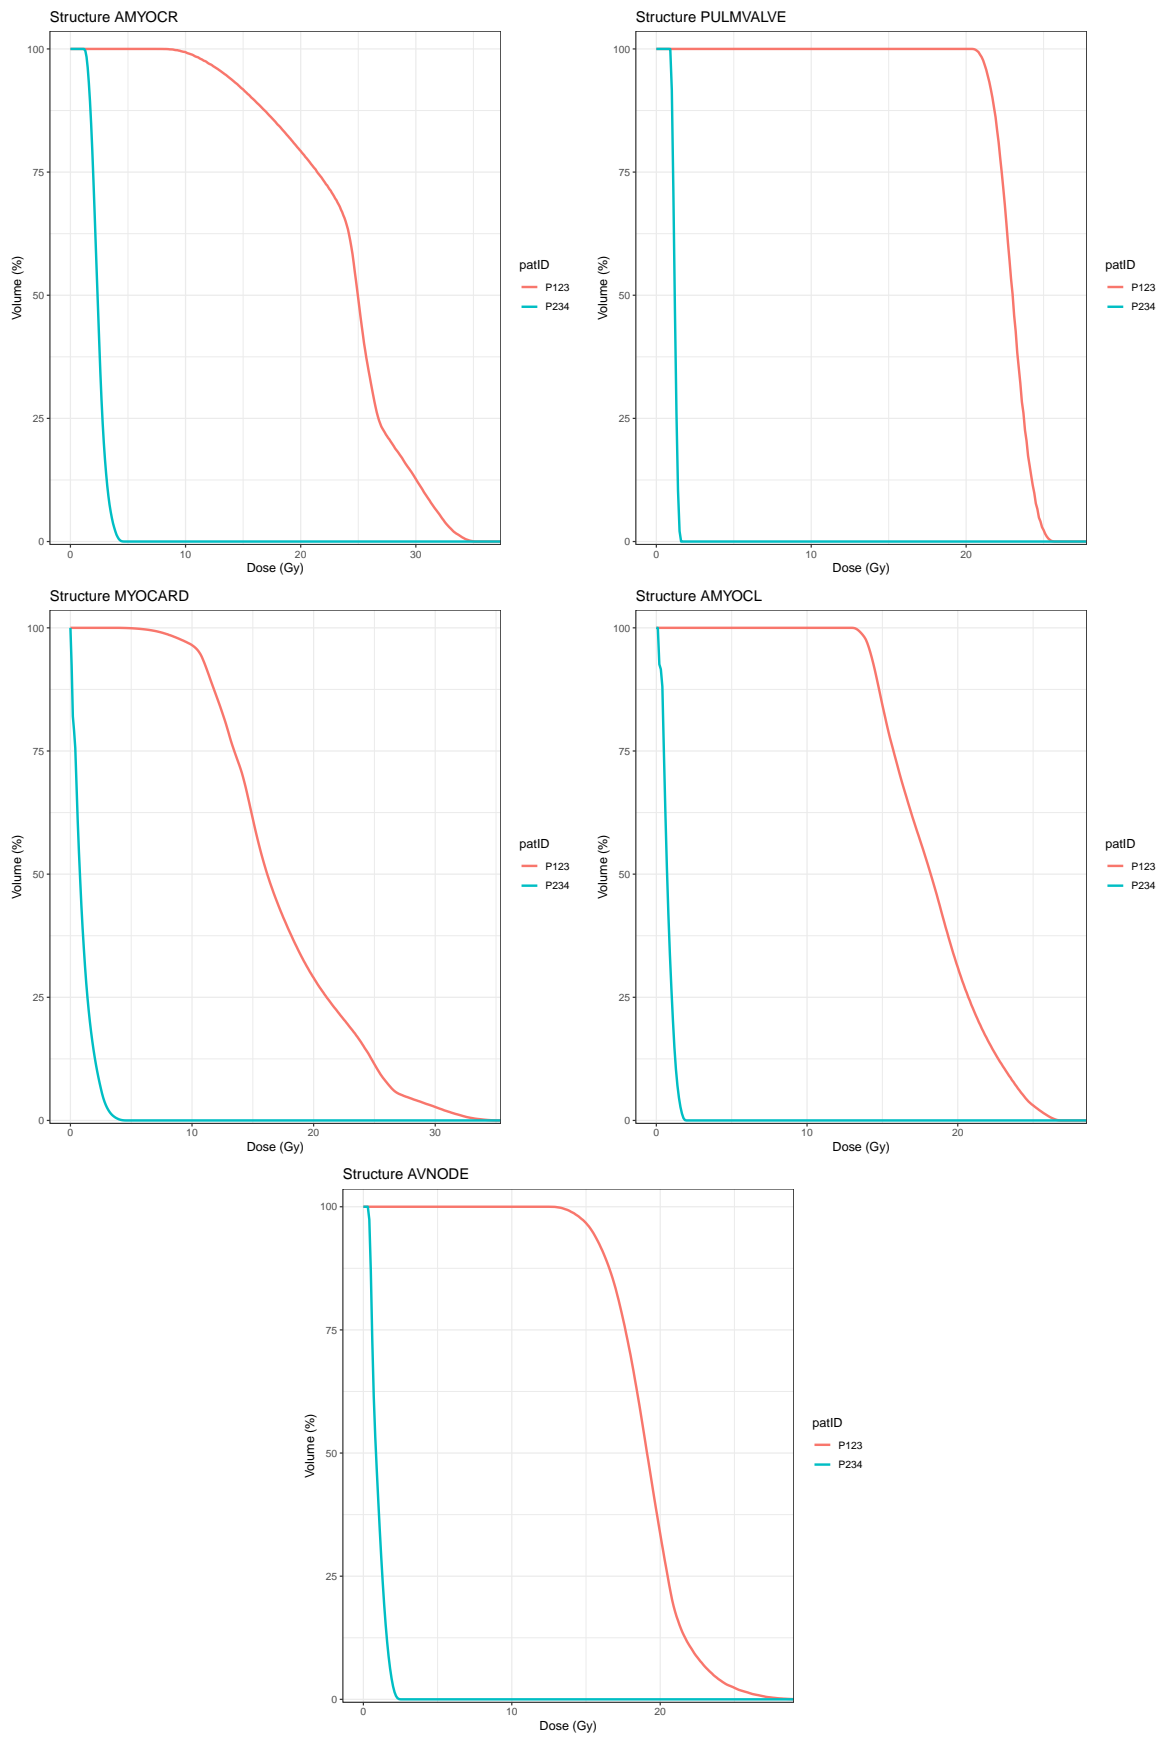 Structure AMYOCR
100
75
50
25
0
0 10 20 30
Volume (%)
Dose (Gy)
patID
P123
P234
Structure PULMVALVE
100
75
50
25
0
0 10 20
Volume (%)
Dose (Gy)
patID
P123
P234
Structure MYOCARD
100
75
50
25
0
0 10 20 30
Volume (%)
Dose (Gy)
patID
P123
P234
Structure AMYOCL
100
75
50
25
0
0 10 20
Volume (%)
Dose (Gy)
patID
P123
P234
Structure AVNODE
100
75
50
25
0
0 10 20
Volume (%)
Dose (Gy)
patID
P123
P234